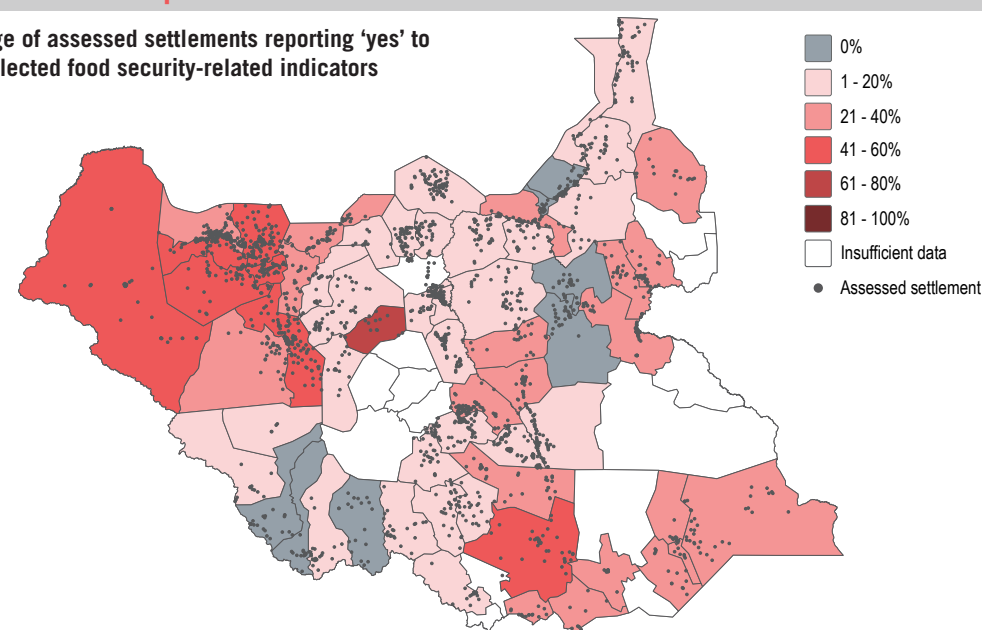 ge of assessed settlements reporting ‘yes’ to
lected food security-related indicators
0%
1 - 20%
21 - 40%
41 - 60%
61 - 80%
81 - 100%
Insufficient data
Assessed settlement